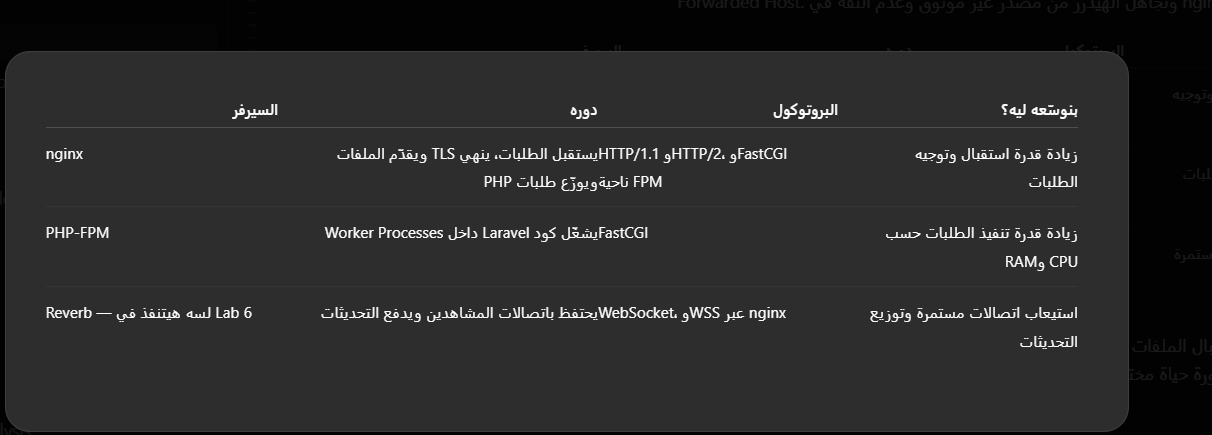 السيرفر دوره البروتوكول بنوسّعه ليه؟
nginx يستقبل الطلبات، ينهي TLS ويقدّم الملفات HTTP/1.1 وHTTP/2، وFastCGI زيادة قدرة استقبال وتوجيه
ويوزّع طلبات PHP ناحية FPM الطلبات
PHP-FPM يشغّل كود Laravel داخل Worker Processes FastCGI زيادة قدرة تنفيذ الطلبات حسب
CPU وRAM
Reverb — لسه هيتنفذ في Lab 6 يحتفظ باتصالات المشاهدين ويدفع التحديثات WebSocket، وWSS عبر nginx استيعاب اتصالات مستمرة وتوزيع
التحديثات